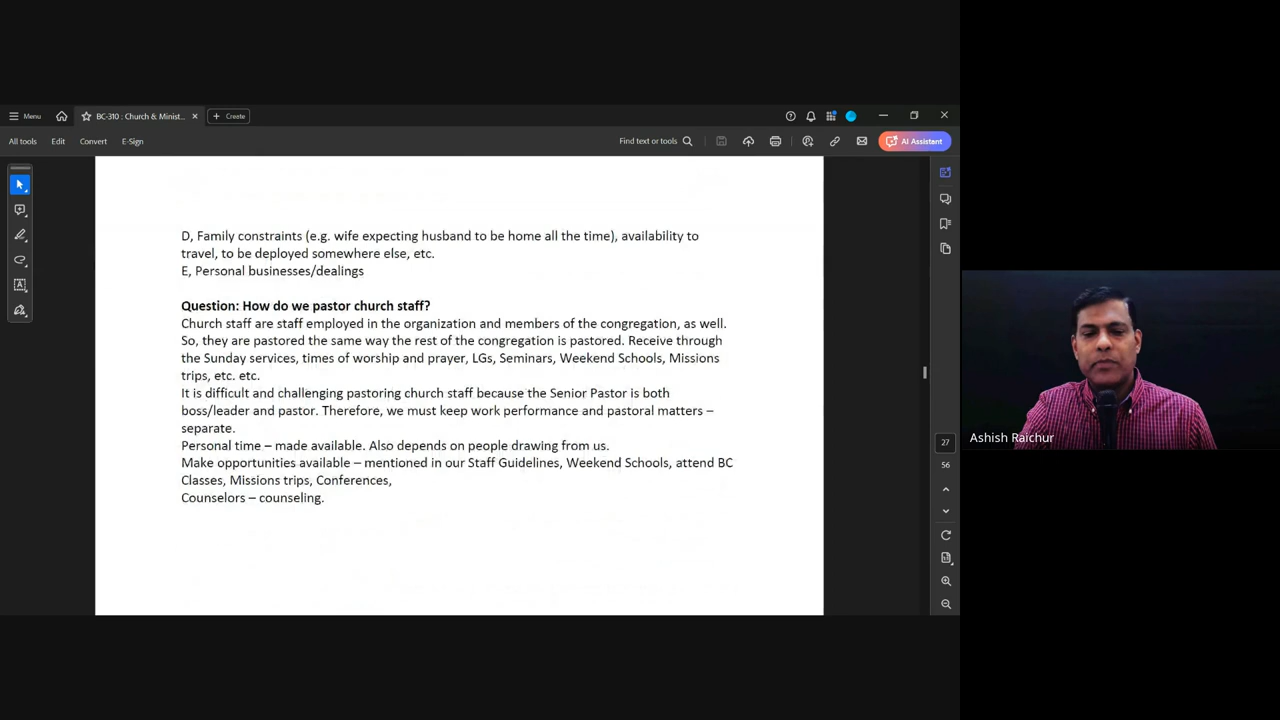 Menu
BC-310 : Church & Minist...
Create
All tools
Edit
Convert
E-Sign
Find text or tools
AI Assistant
D, Family constraints (e.g. wife expecting husband to be home all the time), availability to
travel, to be deployed somewhere else, etc.
E, Personal businesses/dealings
Question: How do we pastor church staff?
Church staff are staff employed in the organization and members of the congregation, as well.
So, they are pastored the same way the rest of the congregation is pastored. Receive through
the Sunday services, times of worship and prayer, LGs, Seminars, Weekend Schools, Missions
trips, etc. etc.
It is difficult and challenging pastoring church staff because the Senior Pastor is both
boss/leader and pastor. Therefore, we must keep work performance and pastoral matters –
separate.
Personal time – made available. Also depends on people drawing from us.
Make opportunities available – mentioned in our Staff Guidelines, Weekend Schools, attend BC
Classes, Missions trips, Conferences,
Counselors – counseling.
27
56
Ashish Raichur